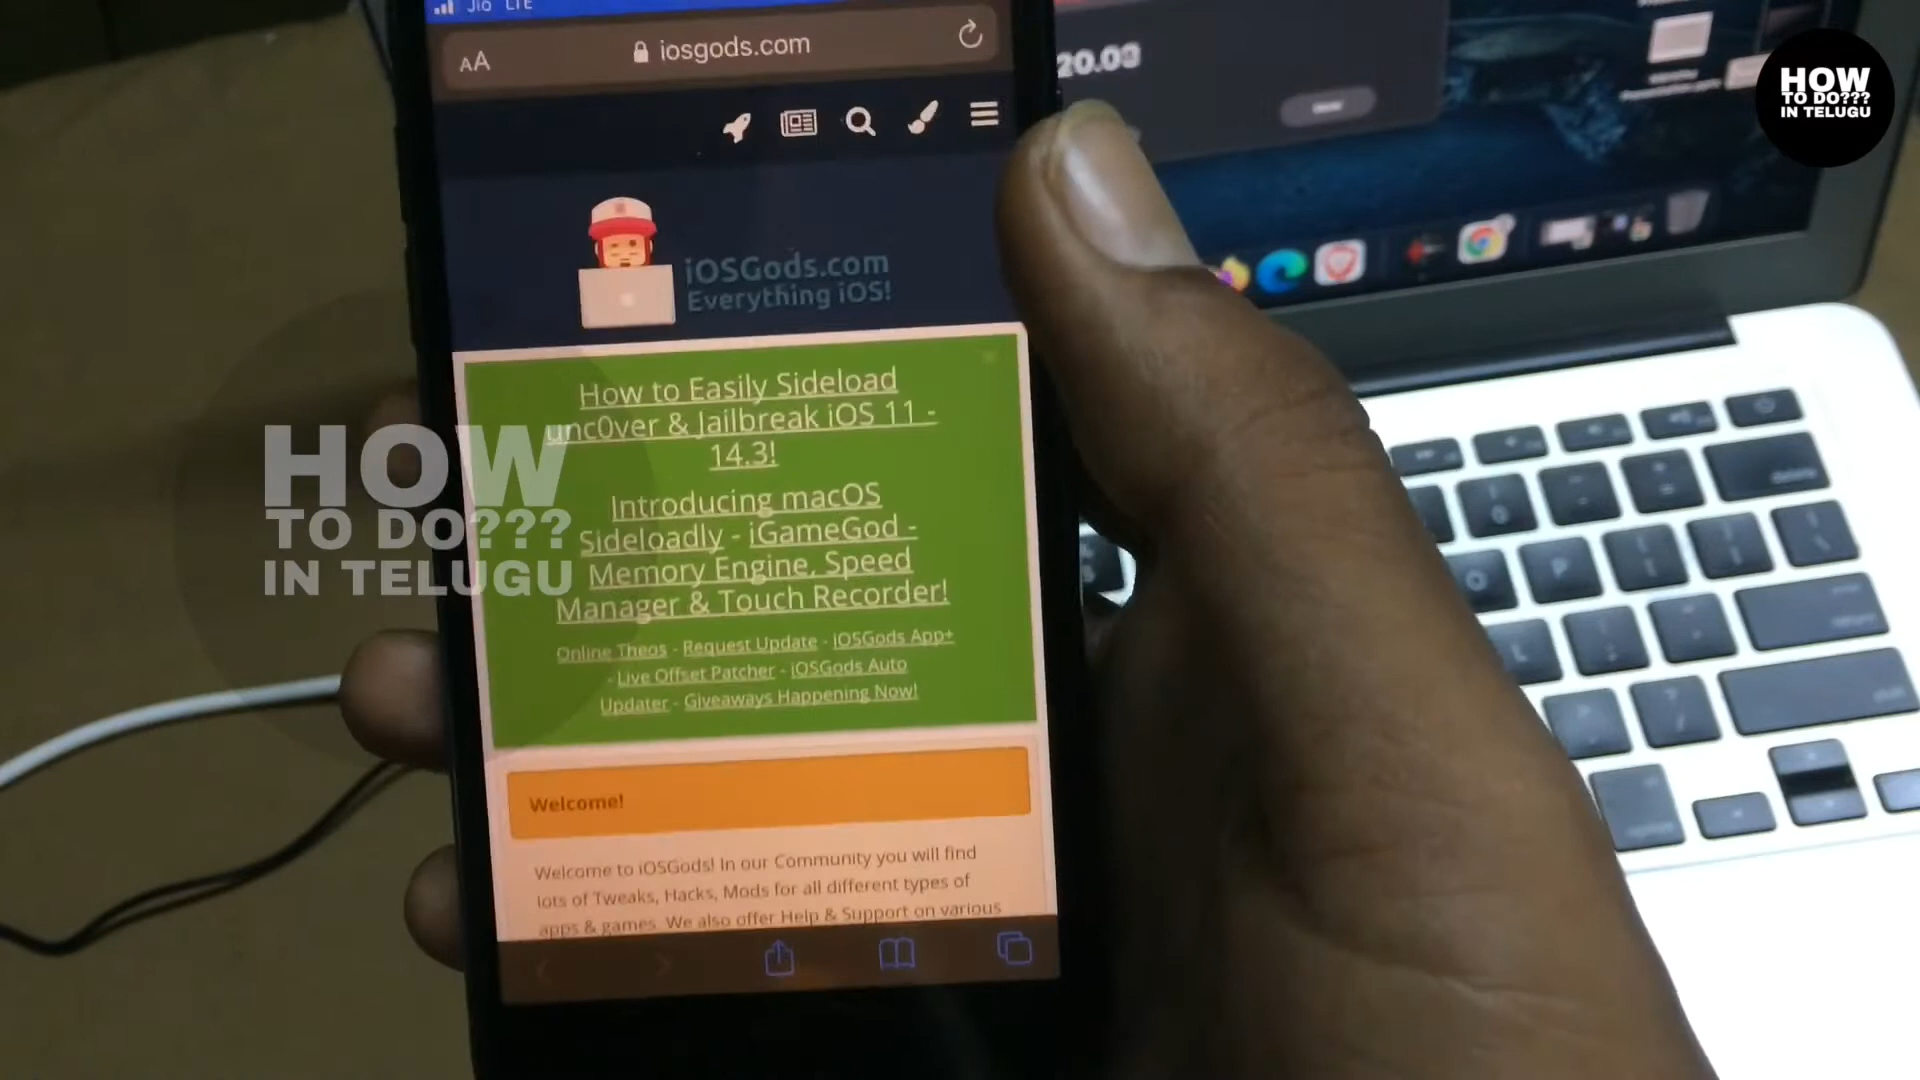 Jio LTE
AA iosgods.com
20.03
HOW
TO DO???
IN TELUGU
iOSGods.com
Everything iOS!
How to Easily Sideload
unc0ver & Jailbreak iOS 11 -
14.3!
Introducing macOS
Sideloadly - iGameGod -
Memory Engine, Speed
Manager & Touch Recorder!
Online Theos - Request Update - iOSGods App+
- Live Offset Patcher - iOSGods Auto
Updater - Giveaways Happening Now!
HOW
TO DO???
IN TELUGU
Welcome!
Welcome to iOSGods! In our Community you will find
lots of Tweaks, Hacks, Mods for all different types of
apps & games. We also offer Help & Support on various